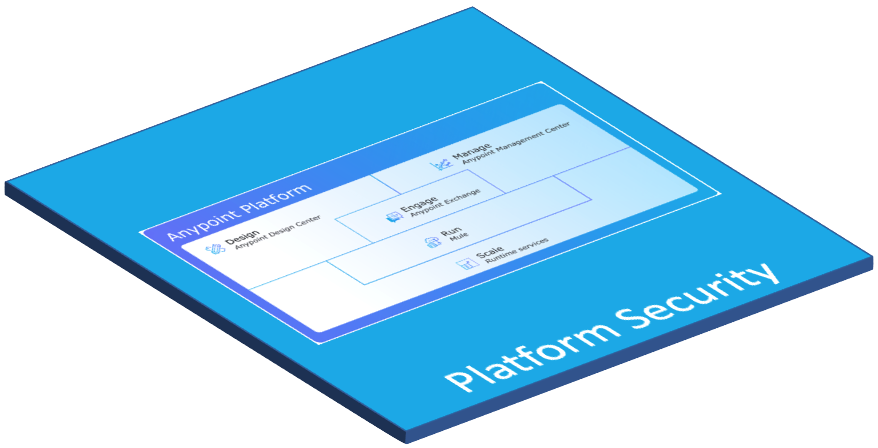 Anypoint Platform
Design
Anypoint Design Center
Manage
Anypoint Management Center
Engage
Anypoint Exchange
Run
Mule
Scale
Runtime services
Platform Security